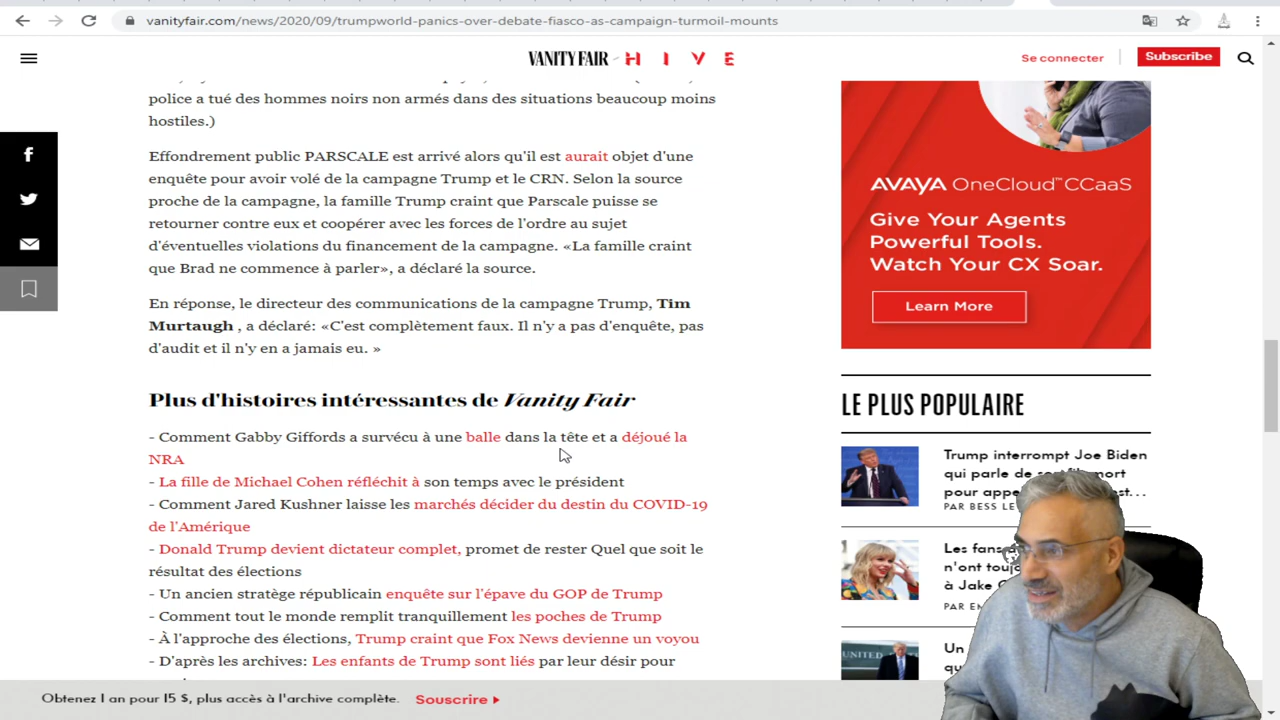 vanityfair.com/news/2020/09/trumpworld-panics-over-debate-fiasco-as-campaign-turmoil-mounts
VANITY FAIR HIVE
Se connecter
Subscribe
police a tué des hommes noirs non armés dans des situations beaucoup moins
hostiles.)
Effondrement public PARSCALE est arrivé alors qu'il est aurait objet d'une
enquête pour avoir volé de la campagne Trump et le CRN. Selon la source
proche de la campagne, la famille Trump craint que Parscale puisse se
retourner contre eux et coopérer avec les forces de l'ordre au sujet
d'éventuelles violations du financement de la campagne. «La famille craint
que Brad ne commence à parler», a déclaré la source.
En réponse, le directeur des communications de la campagne Trump, Tim
Murtaugh , a déclaré: «C'est complètement faux. Il n'y a pas d'enquête, pas
d'audit et il n'y en a jamais eu. »
Plus d'histoires intéressantes de Vanity Fair
- Comment Gabby Giffords a survécu à une balle dans la tête et a déjoué la
NRA
- La fille de Michael Cohen réfléchit à son temps avec le président
- Comment Jared Kushner laisse les marchés décider du destin du COVID-19
de l'Amérique
- Donald Trump devient dictateur complet, promet de rester Quel que soit le
résultat des élections
- Un ancien stratège républicain enquête sur l'épave du GOP de Trump
- Comment tout le monde remplit tranquillement les poches de Trump
- À l'approche des élections, Trump craint que Fox News devienne un voyou
- D'après les archives: Les enfants de Trump sont liés par leur désir pour
AVAYA OneCloud™CCaaS
Give Your Agents
Powerful Tools.
Watch Your CX Soar.
Learn More
LE PLUS POPULAIRE
Trump interrompt Joe Biden
qui parle de mort
pour
PAR BESS
Les fans
n'ont
à Jake
PAR
Un
UNITED
Obtenez 1 an pour 15 $, plus accès à l'archive complète.
Souscrire